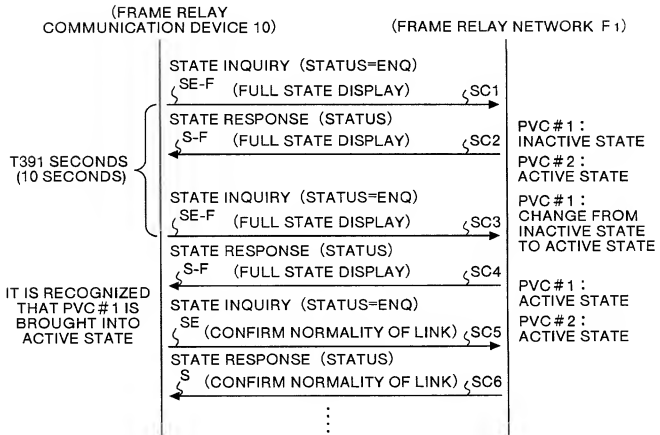 (FRAME RELAY
COMMUNICATION DEVICE 10)
(FRAME RELAY NETWORK F1)
STATE INQUIRY (STATUS=ENQ)
SE-F (FULL STATE DISPLAY) SC1
STATE RESPONSE (STATUS)
S-F (FULL STATE DISPLAY) SC2
PVC#1:
INACTIVE STATE
PVC#2:
ACTIVE STATE
T391 SECONDS
(10 SECONDS)
STATE INQUIRY (STATUS=ENQ)
SE-F (FULL STATE DISPLAY) SC3
PVC#1:
CHANGE FROM
INACTIVE STATE
TO ACTIVE STATE
STATE RESPONSE (STATUS)
S-F (FULL STATE DISPLAY) SC4
PVC#1:
ACTIVE STATE
PVC#2:
ACTIVE STATE
IT IS RECOGNIZED
THAT PVC#1 IS
BROUGHT INTO
ACTIVE STATE
STATE INQUIRY (STATUS=ENQ)
SE (CONFIRM NORMALITY OF LINK) SC5
STATE RESPONSE (STATUS)
S (CONFIRM NORMALITY OF LINK) SC6